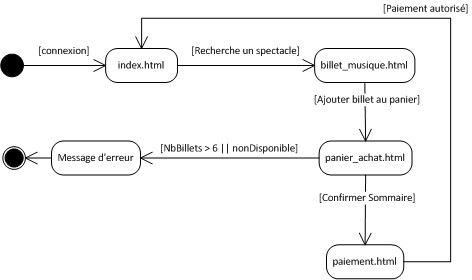 [Paiement autorisé]
[connexion]
[Recherche un spectacle]
index.html
billet_musique.html
[Ajouter billet au panier]
[NbBillets > 6 || nonDisponible]
Message d'erreur
panier_achat.html
[Confirmer Sommaire]
paiement.html